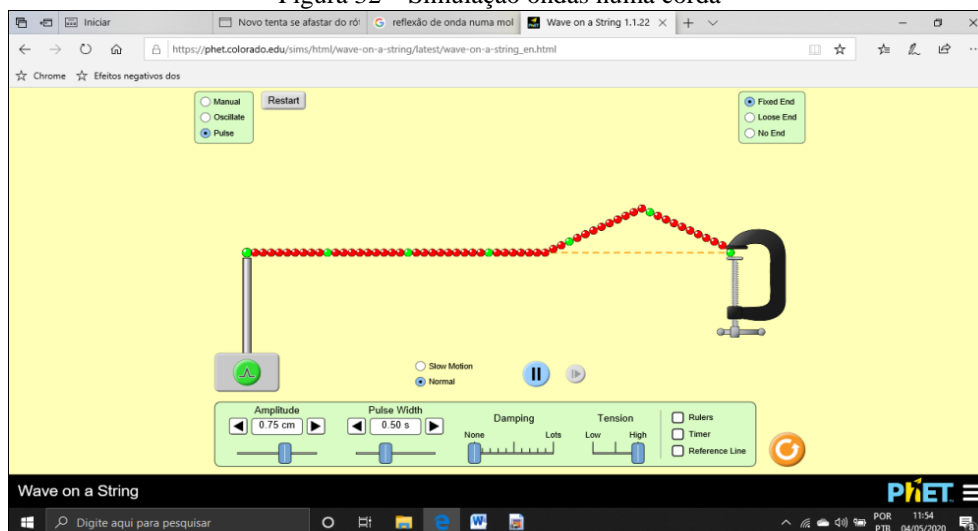 Figura 32 – Simulação ondas numa corda
Iniciar
Novo tenta se afastar do ró
reflexão de onda numa mol
Wave on a String 1.1.22
https://phet.colorado.edu/sims/html/wave-on-a-string/latest/wave-on-a-string_en.html
Chrome
Efeitos negativos dos
Manual
Oscillate
Pulse
Restart
Fixed End
Loose End
No End
Slow Motion
Normal
Amplitude
0.75 cm
Pulse Width
0.50 s
Damping
None Lots
Tension
Low High
Rulers
Timer
Reference Line
Wave on a String
PhET
Digite aqui para pesquisar
POR
PTB
11:54
04/05/2020